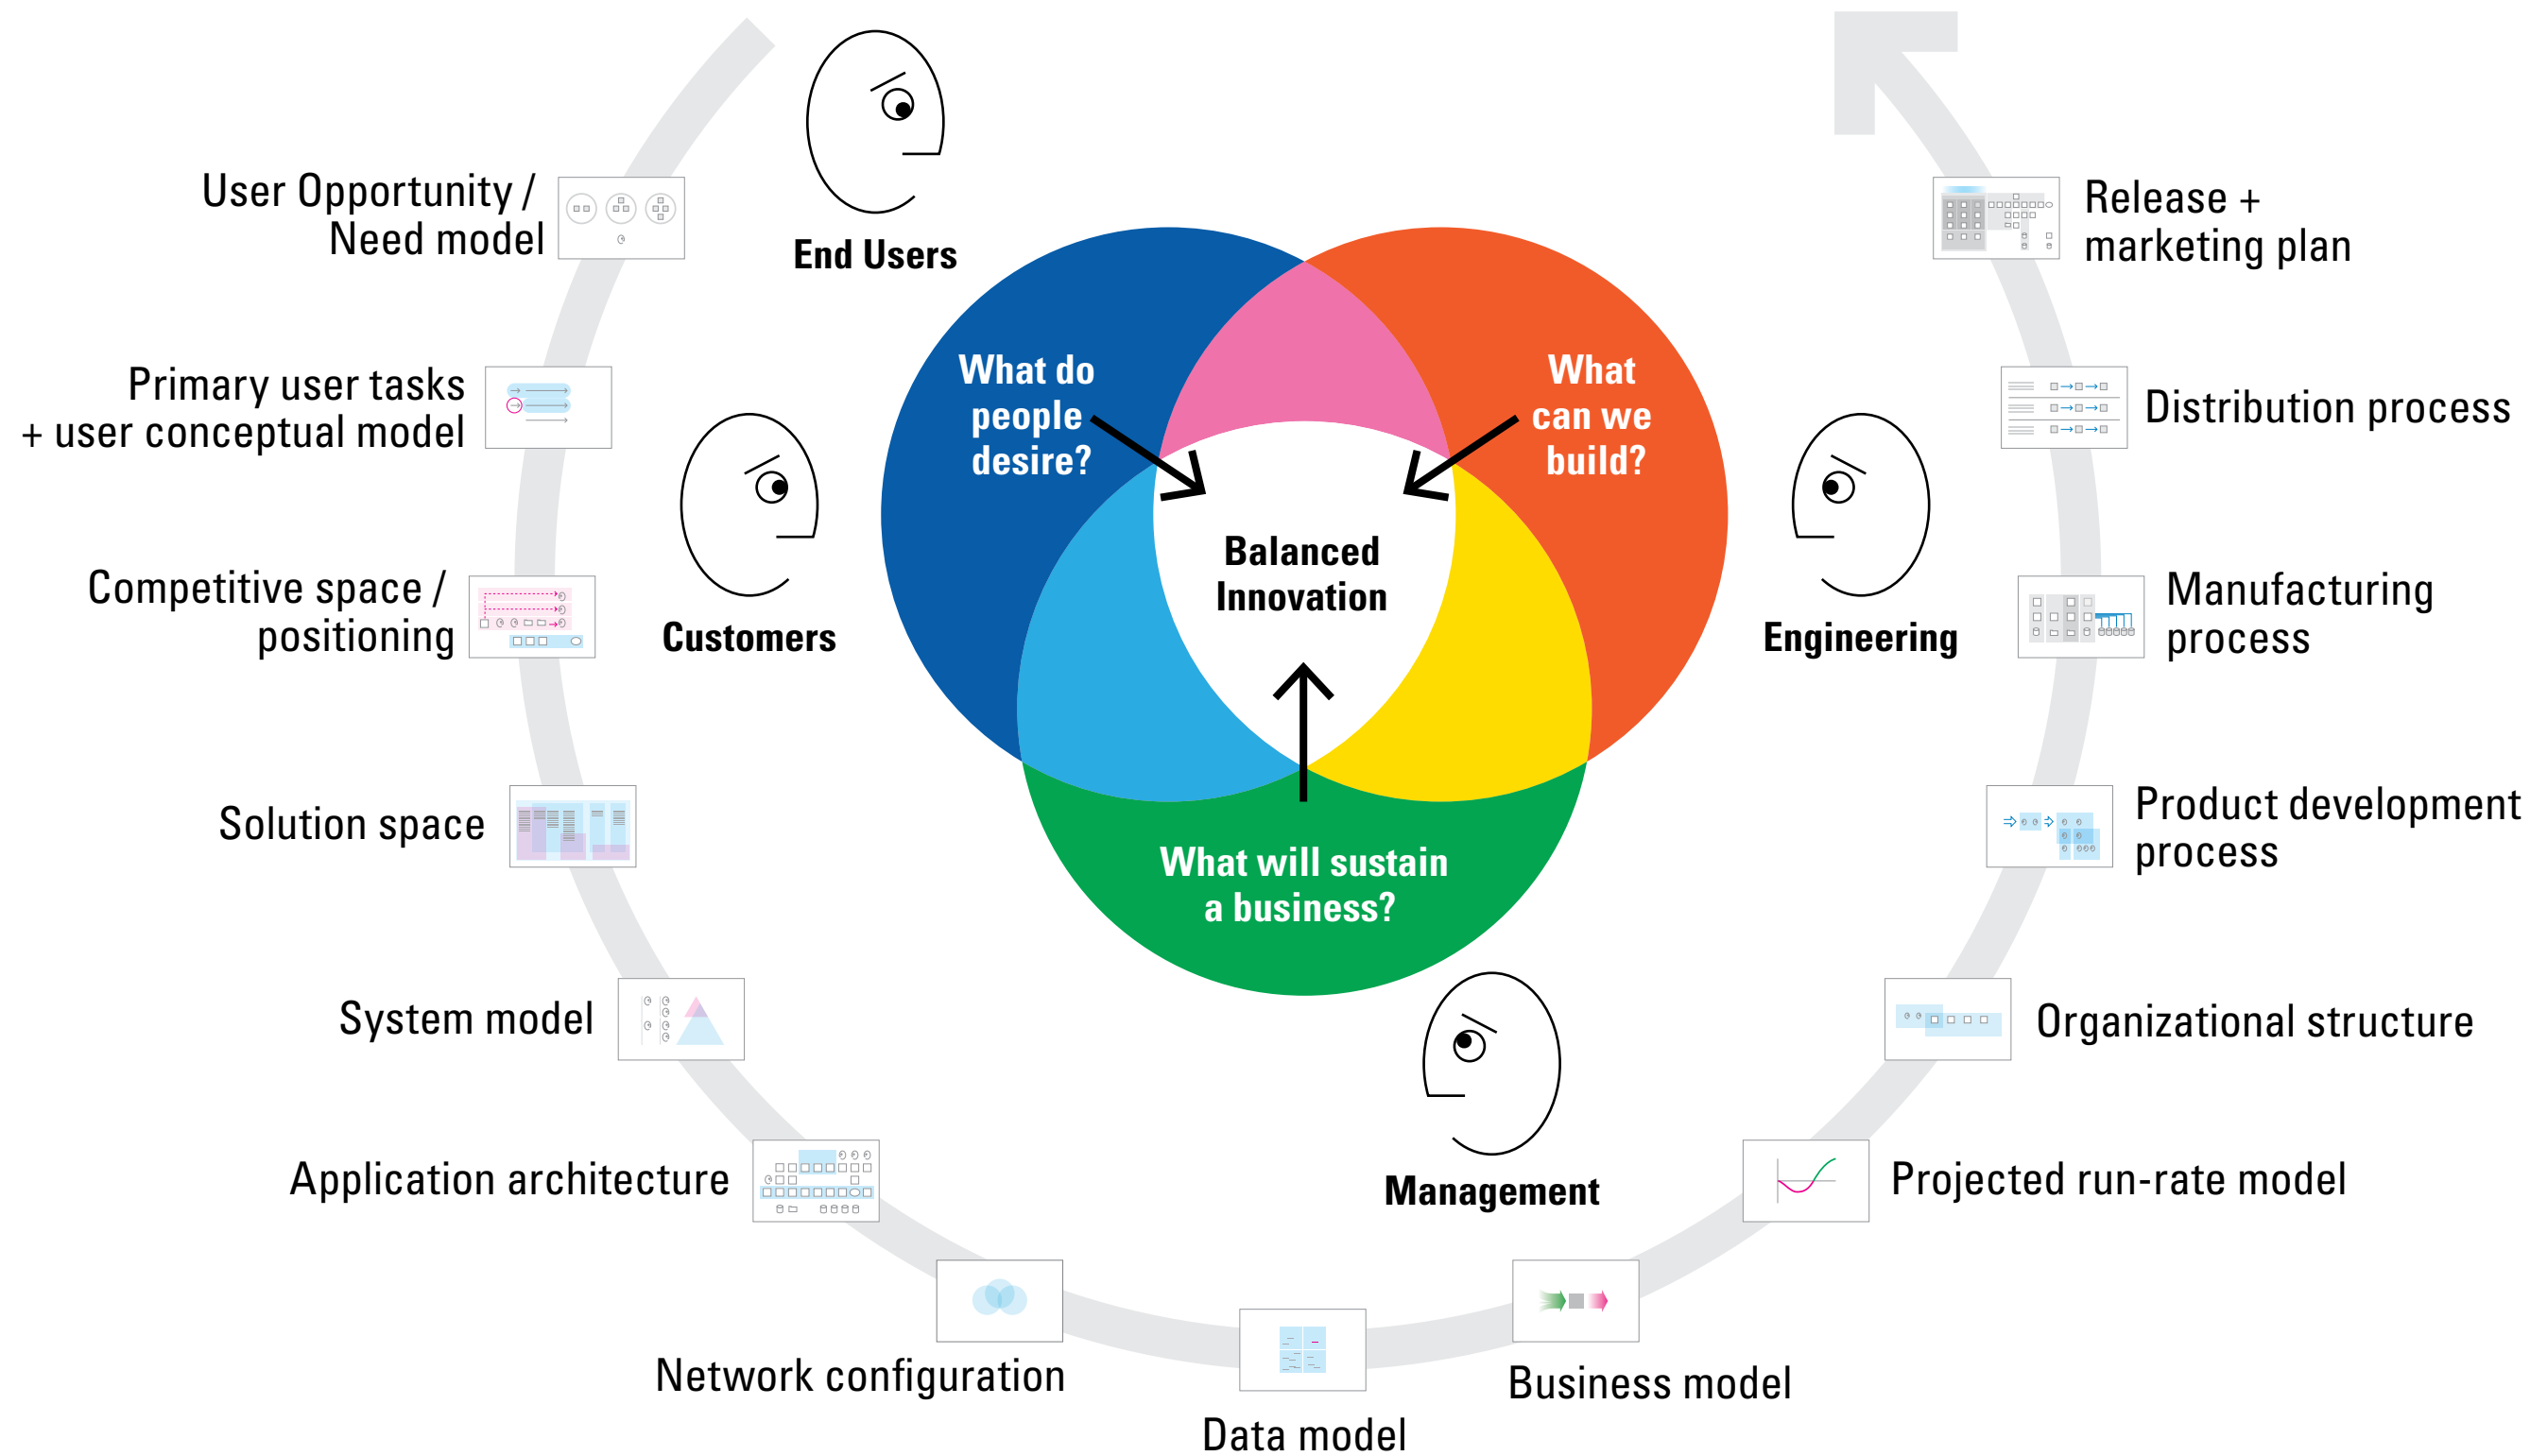 End Users
Customers
Engineering
Management
What do
people
desire?
What
can we
build?
Balanced
Innovation
What will sustain
a business?
User Opportunity /
Need model
Primary user tasks
+ user conceptual model
Competitive space /
positioning
Solution space
System model
Application architecture
Network configuration
Data model
Business model
Projected run-rate model
Organizational structure
Product development
process
Manufacturing
process
Distribution process
Release +
marketing plan